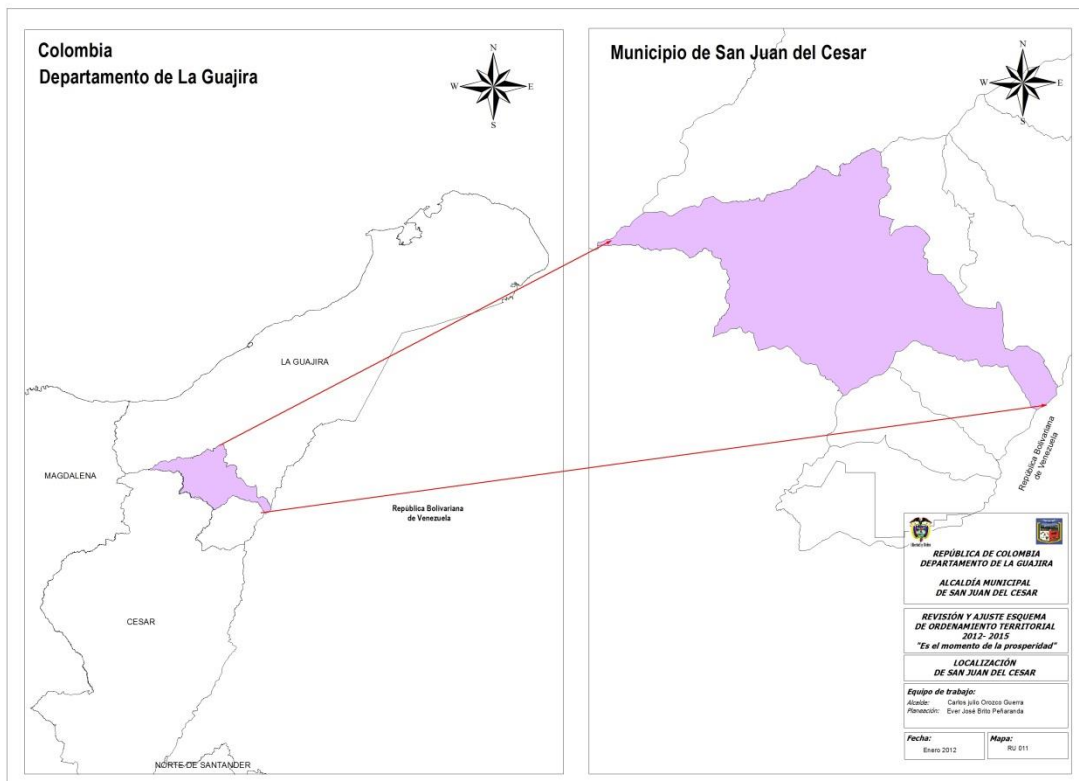 Colombia
Departamento de La Guajira
N
W
E
S
LA GUAJIRA
MAGDALENA
República Bolivariana
de Venezuela
CESAR
NORTE DE SANTANDER
Municipio de San Juan del Cesar
N
W
E
S
República Bolivariana
de Venezuela
REPÚBLICA DE COLOMBIA
DEPARTAMENTO DE LA GUAJIRA
ALCALDÍA MUNICIPAL
DE SAN JUAN DEL CESAR
REVISIÓN Y AJUSTE ESQUEMA
DE ORDENAMIENTO TERRITORIAL
2012- 2015
"Es el momento de la prosperidad"
LOCALIZACIÓN
DE SAN JUAN DEL CESAR
Equipo de trabajo:
Alcalde: Carlos julio Orozco Guerra
Planeación: Ever José Brito Peñaranda
Fecha:
Enero 2012
Mapa:
RU 011